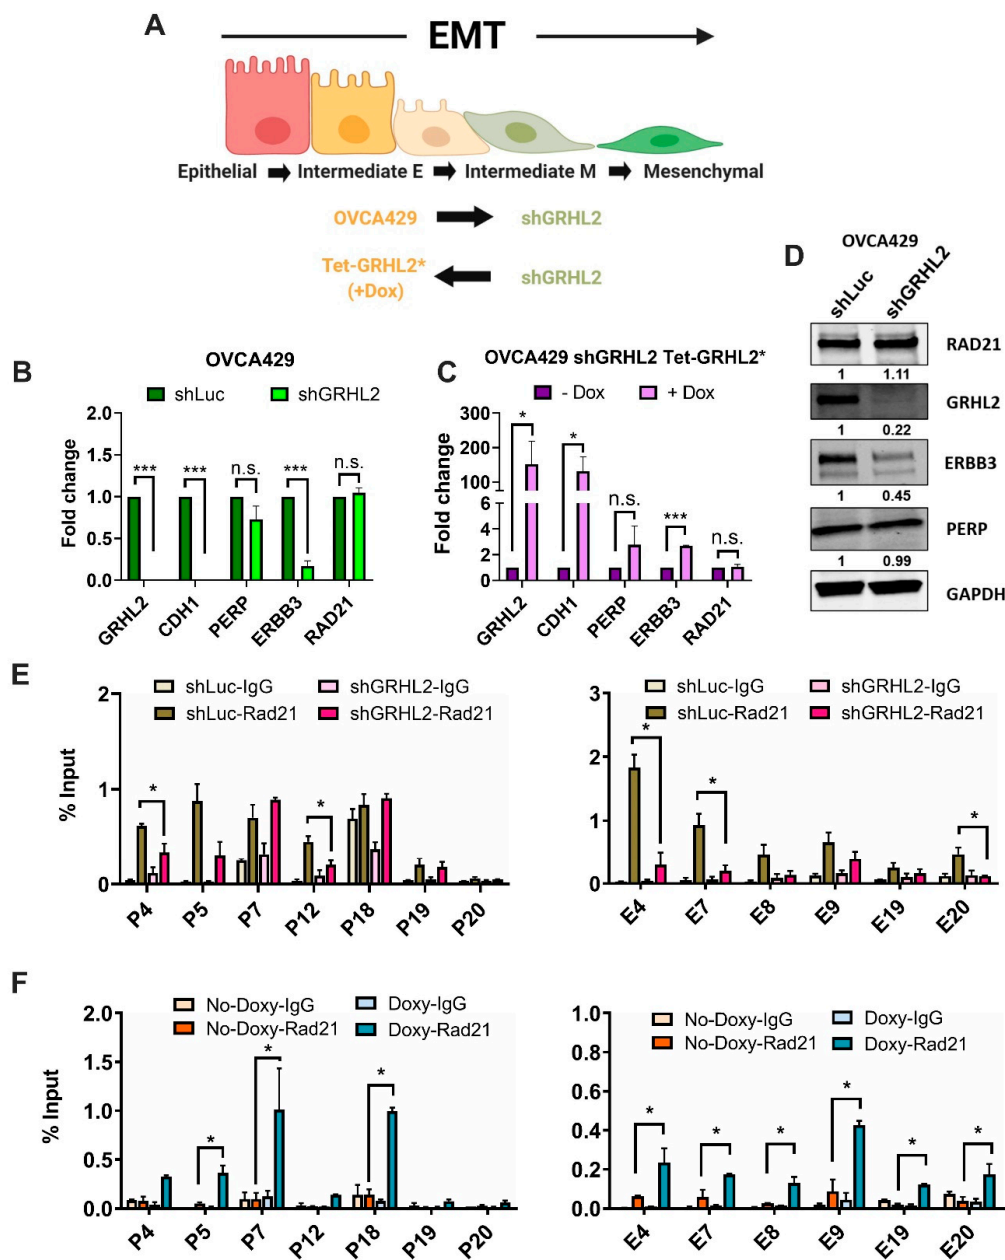 A
EMT
Epithelial Intermediate E Intermediate M Mesenchymal
OVCA429 shGRHL2
Tet-GRHL2* shGRHL2
(+Dox)
B
OVCA429
shLuc shGRHL2
Fold change
2.0
1.5
1.0
0.5
0.0
*** *** n.s. *** n.s.
GRHL2 CDH1 PERP ERBB3 RAD21
C
OVCA429 shGRHL2 Tet-GRHL2*
- Dox + Dox
Fold change
300
200
100
6
4
2
0
* * n.s. *** n.s.
GRHL2 CDH1 PERP ERBB3 RAD21
D
OVCA429
shLuc shGRHL2
RAD21
1 1.11
GRHL2
1 0.22
ERBB3
1 0.45
PERP
1 0.99
GAPDH
E
shLuc-IgG shGRHL2-IgG
shLuc-Rad21 shGRHL2-Rad21
% Input
2
1
0
* *
P4 P5 P7 P12 P18 P19 P20
shLuc-IgG shGRHL2-IgG
shLuc-Rad21 shGRHL2-Rad21
3
2
1
0
* * *
E4 E7 E8 E9 E19 E20
F
No-Doxy-IgG Doxy-IgG
No-Doxy-Rad21 Doxy-Rad21
% Input
2.0
1.5
1.0
0.5
0.0
* * *
P4 P5 P7 P12 P18 P19 P20
No-Doxy-IgG Doxy-IgG
No-Doxy-Rad21 Doxy-Rad21
1.0
0.8
0.6
0.4
0.2
0.0
* * * * * *
E4 E7 E8 E9 E19 E20